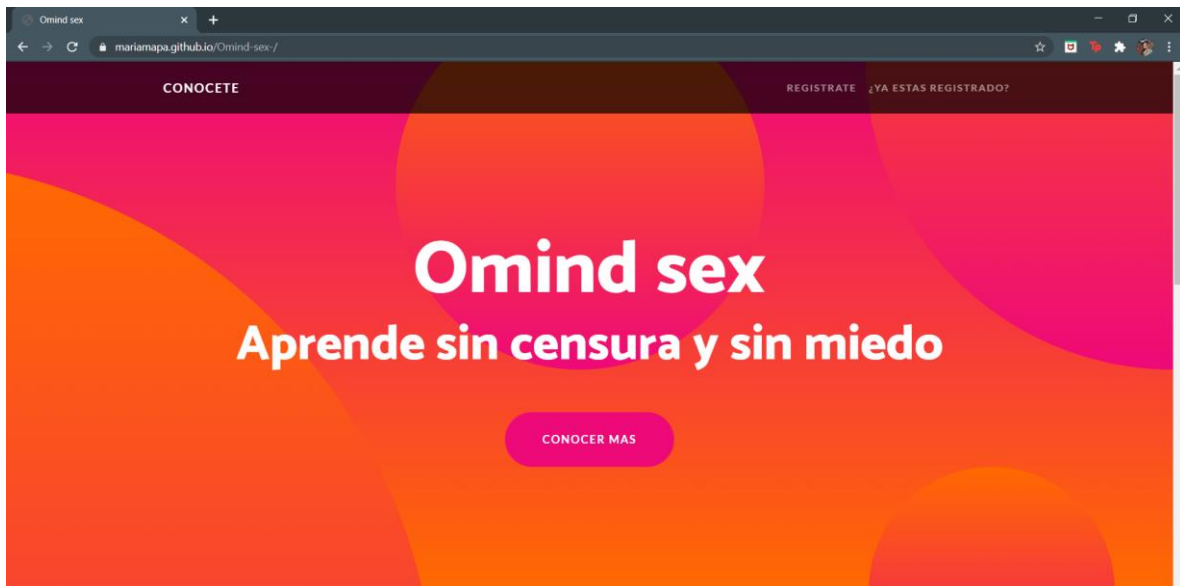 Omind sex
mariamapa.github.io/Omind-sex-/
CONOCETE
REGISTRATE ¿YA ESTAS REGISTRADO?
Omind sex
Aprende sin censura y sin miedo
CONOCER MAS